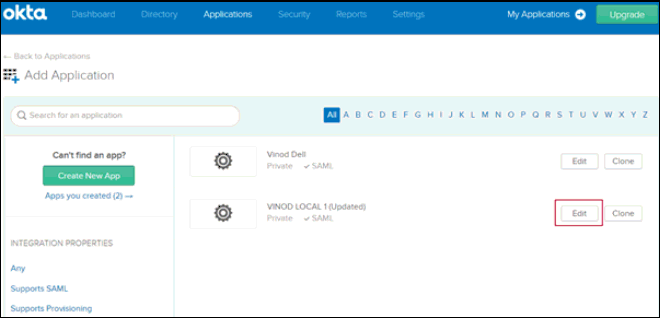 okta Dashboard Directory Applications Security Reports Settings My Applications Upgrade
← Back to Applications
Add Application
Search for an application
All A B C D E F G H I J K L M N O P Q R S T U V W X Y Z
Can't find an app?
Create New App
Apps you created (2) →
INTEGRATION PROPERTIES
Any
Supports SAML
Supports Provisioning
Vinod Dell
Private ✓ SAML
Edit Clone
VINOD LOCAL 1 (Updated)
Private ✓ SAML
Edit Clone